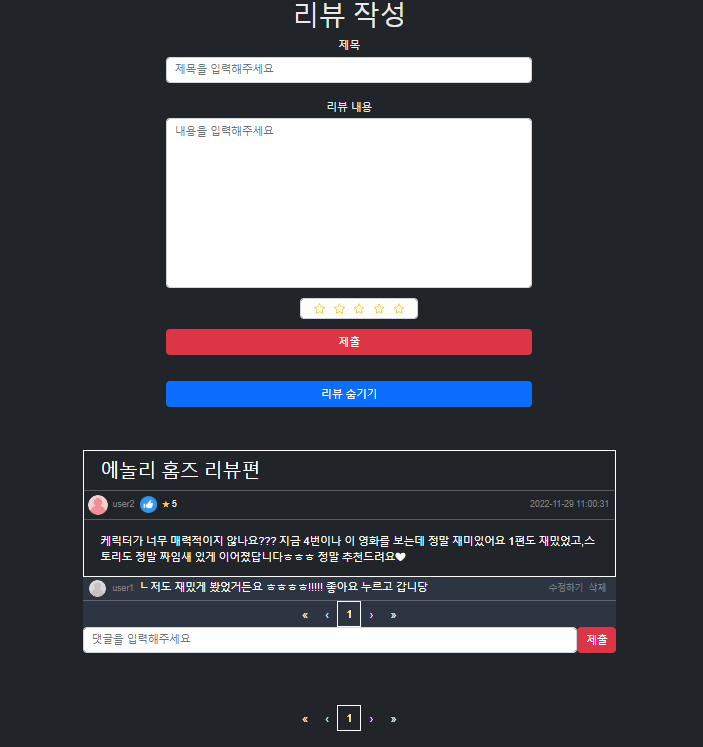 리뷰 작성
제목
제목을 입력해주세요
리뷰 내용
내용을 입력해주세요
제출
리뷰 숨기기
에놀리 홈즈 리뷰편
user2 ★ 5 2022-11-29 11:00:31
케릭터가 너무 매력적이지 않나요??? 지금 4번이나 이 영화를 보는데 정말 재미있어요 1편도 재밌었고,스
토리도 정말 짜임새 있게 이어졌답니다ㅎㅎㅎ 정말 추천드려요🖤
user1 ㄴ저도 재밌게 봤었거든요 ㅎㅎㅎㅎ!!!!! 좋아요 누르고 갑니당 수정하기 삭제
« ‹ 1 › »
댓글을 입력해주세요 제출
« ‹ 1 › »